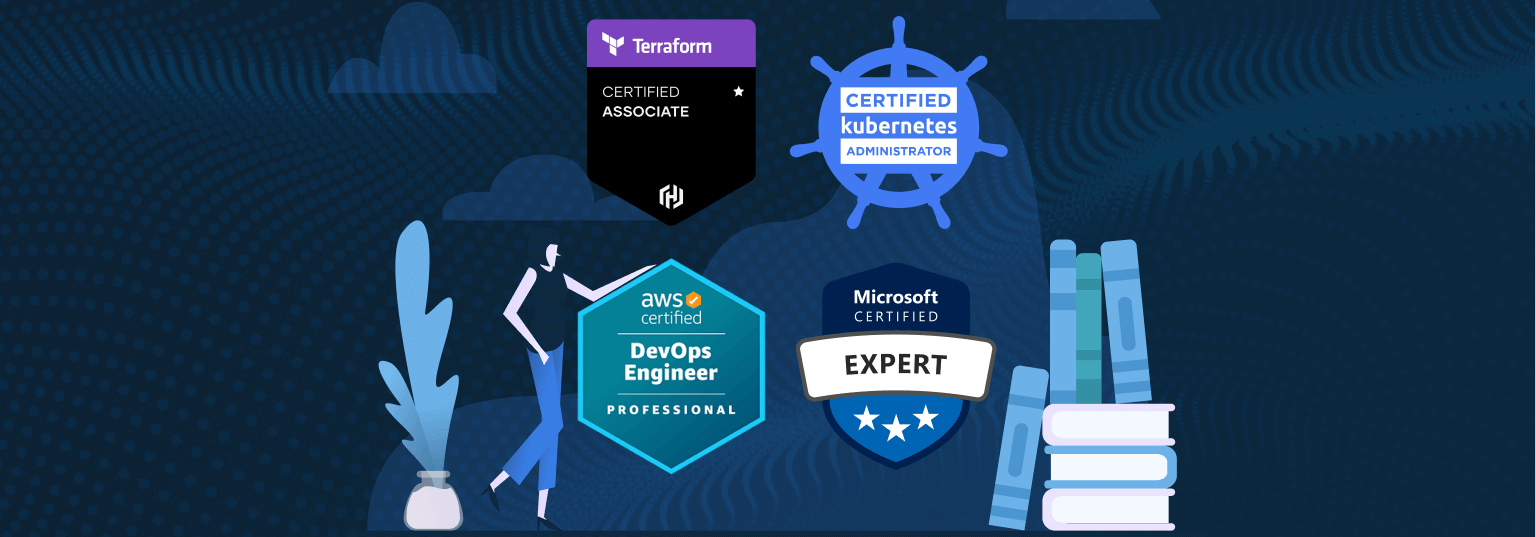 Terraform
CERTIFIED
ASSOCIATE
CERTIFIED
kubernetes
ADMINISTRATOR
aws
certified
DevOps
Engineer
PROFESSIONAL
Microsoft
CERTIFIED
EXPERT